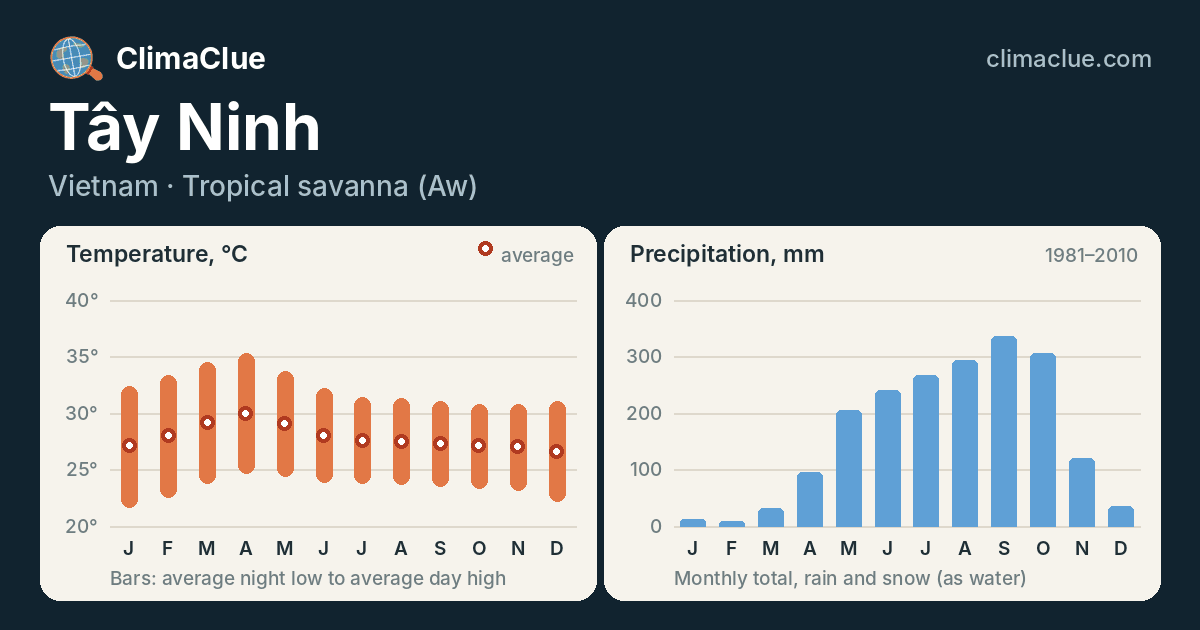 ClimaClue
climaclue.com
Tây Ninh
Vietnam · Tropical savanna (Aw)
Temperature, °C
average
40°
35°
30°
25°
20°
J F M A M J J A S O N D
Bars: average night low to average day high
Precipitation, mm
1981–2010
400
300
200
100
0
J F M A M J J A S O N D
Monthly total, rain and snow (as water)